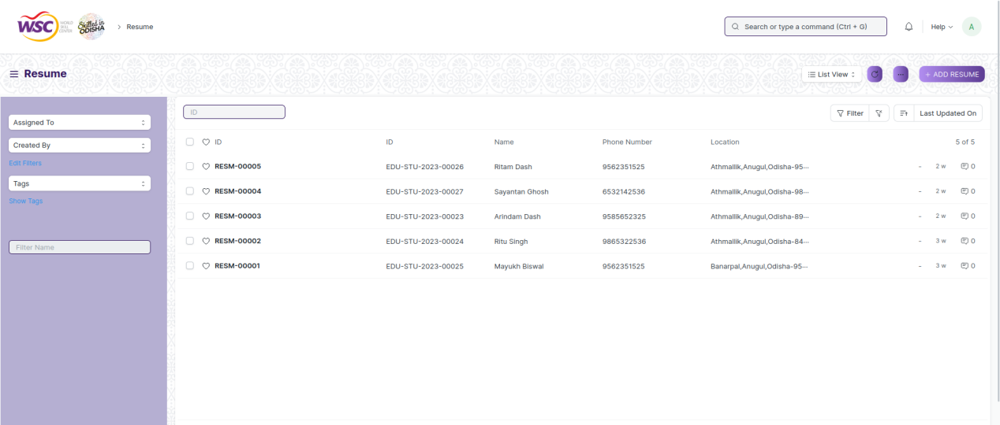 WSC WORLD SKILL CENTER Skilled in ODISHA > Resume
Search or type a command (Ctrl + G)
Help
A
Resume
List View
...
+ ADD RESUME
Assigned To
Created By
Edit Filters
Tags
Show Tags
Filter Name
ID
Filter
Last Updated On
ID ID Name Phone Number Location 5 of 5
RESM-00005 EDU-STU-2023-00026 Ritam Dash 9562351525 Athmallik,Anugul,Odisha-95... - 2 w 0
RESM-00004 EDU-STU-2023-00027 Sayantan Ghosh 6532142536 Athmallik,Anugul,Odisha-98... - 2 w 0
RESM-00003 EDU-STU-2023-00023 Arindam Dash 9585652325 Athmallik,Anugul,Odisha-89... - 2 w 0
RESM-00002 EDU-STU-2023-00024 Ritu Singh 9865322536 Athmallik,Anugul,Odisha-84... - 3 w 0
RESM-00001 EDU-STU-2023-00025 Mayukh Biswal 9562351525 Banarpal,Anugul,Odisha-95... - 3 w 0